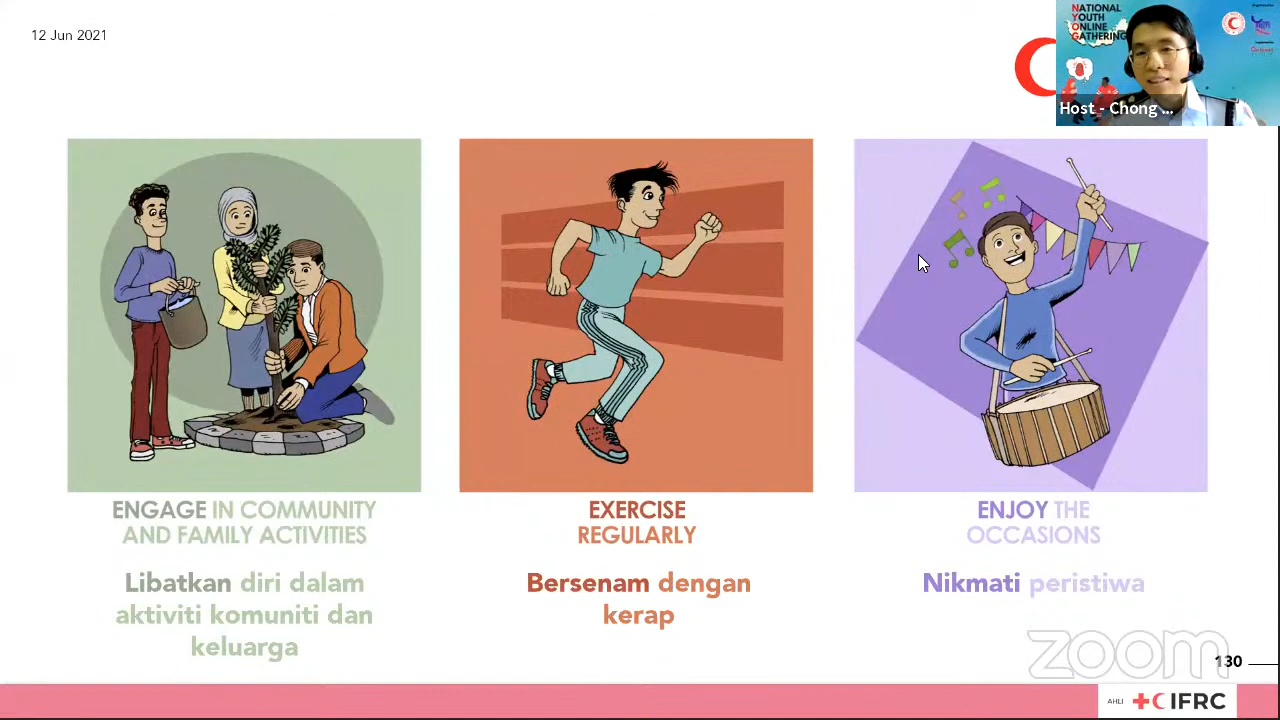 12 Jun 2021
NATIONAL
YOUTH
ONLINE
GATHERING
Host - Chong ...
ENGAGE IN COMMUNITY
AND FAMILY ACTIVITIES
Libatkan diri dalam
aktiviti komuniti dan
keluarga
EXERCISE
REGULARLY
Bersenam dengan
kerap
ENJOY THE
OCCASIONS
Nikmati peristiwa
zoom
130
AHLI IFRC